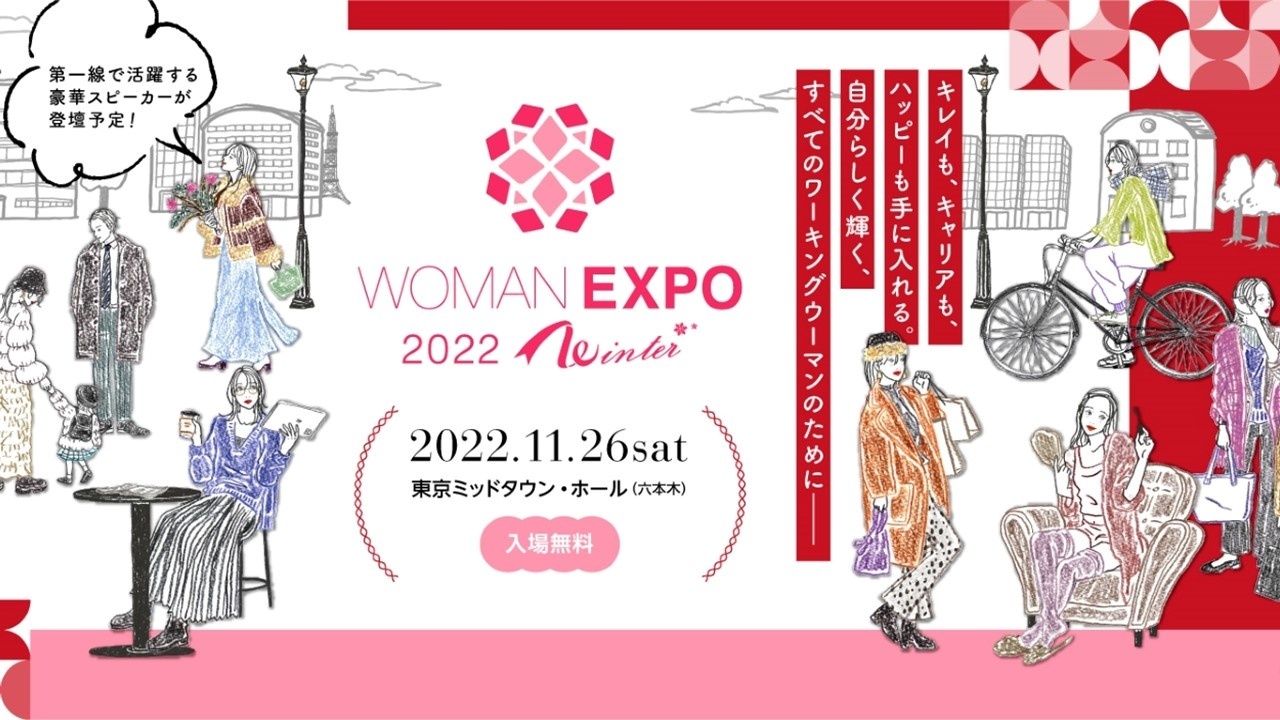 第一線で活躍する
豪華スピーカーが
登壇予定！
WOMAN EXPO
2022 Winter
2022.11.26sat
東京ミッドタウン・ホール（六本木）
入場無料
キレイも、キャリアも、
ハッピーも手に入れる。
自分らしく輝く、
すべてのワーキングウーマンのために──